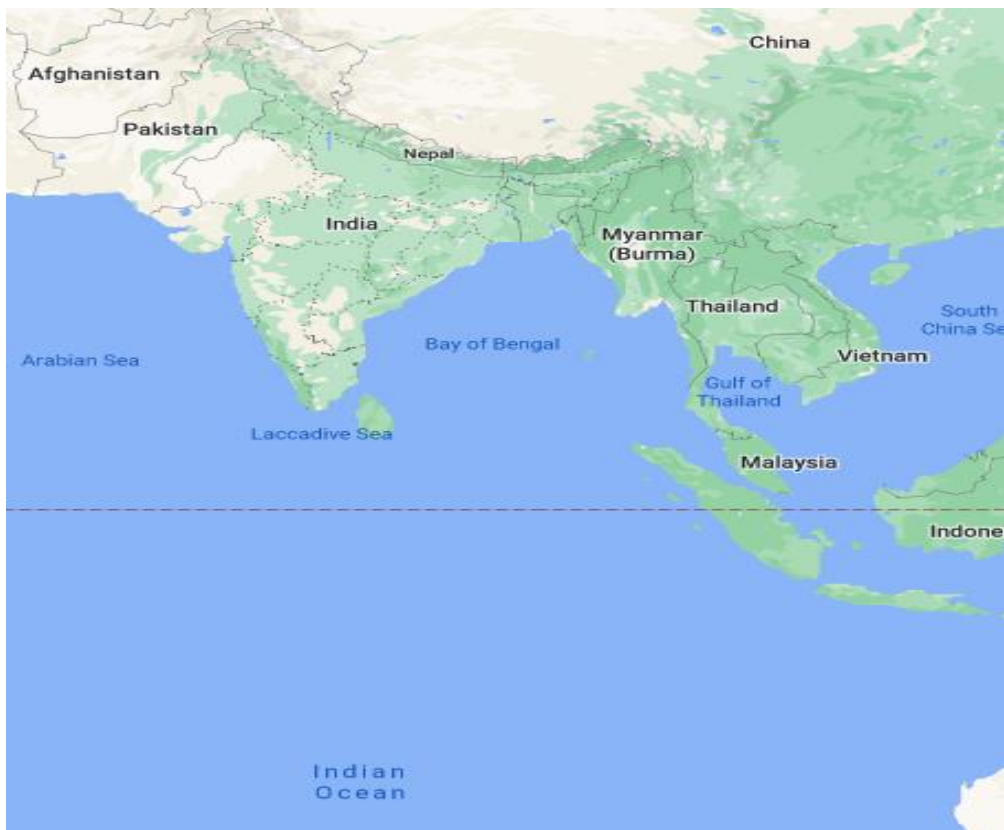 China
Afghanistan
Pakistan
Nepal
India
Myanmar
(Burma)
Thailand
South
China Se
Arabian Sea
Bay of Bengal
Vietnam
Gulf of
Thailand
Laccadive Sea
Malaysia
Indone
Indian
Ocean